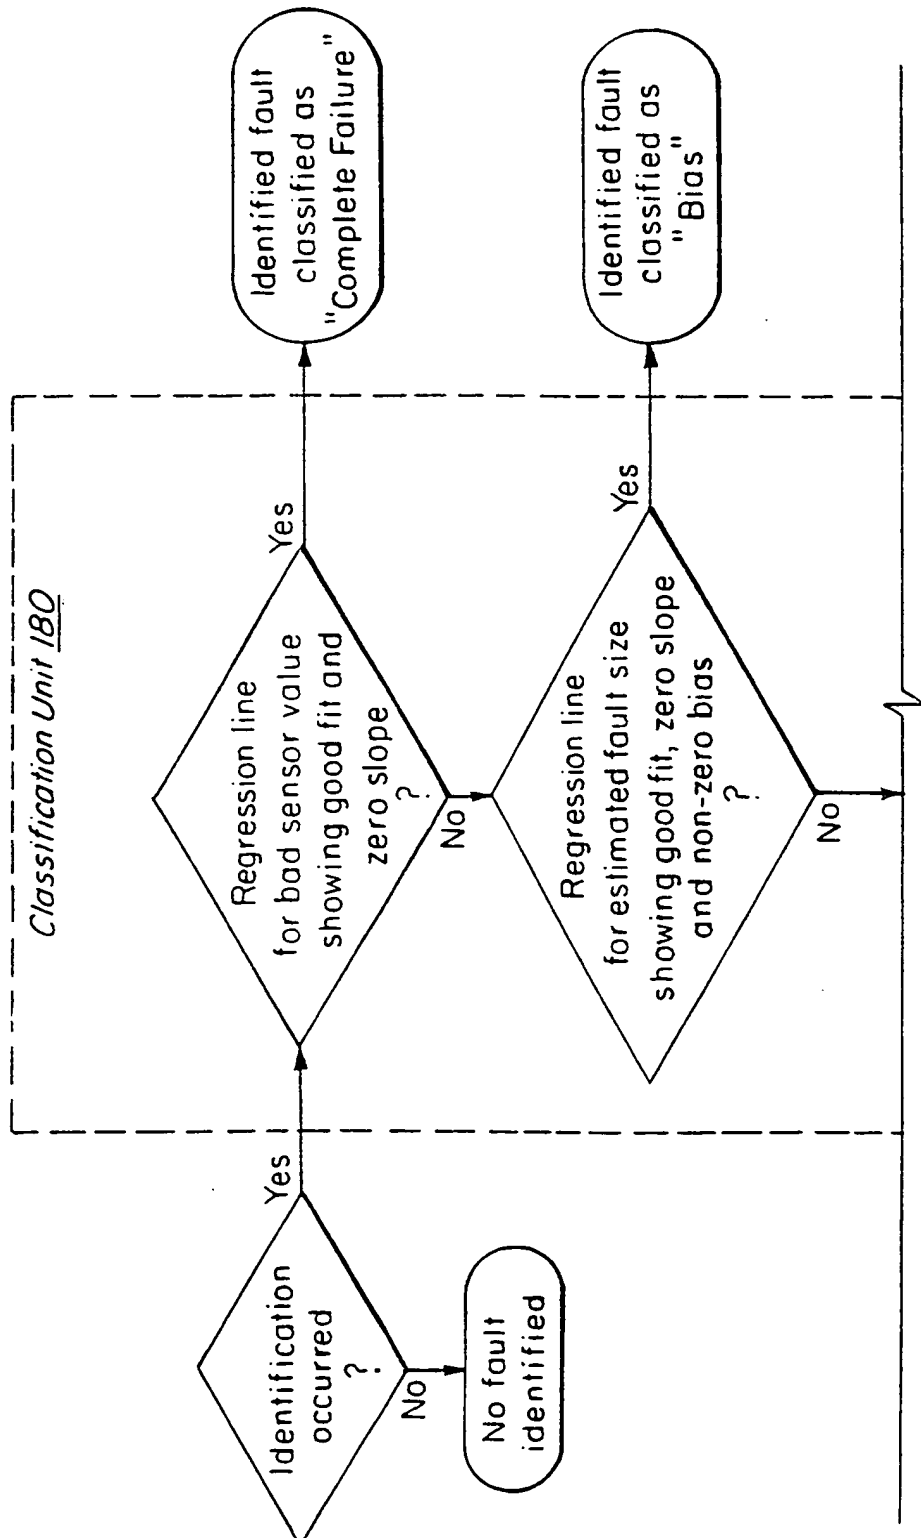 Classification Unit 180
Identification
occurred
?
Yes
No
No fault
identified
Regression line
for bad sensor value
showing good fit and
zero slope
?
Yes
No
Identified fault
classified as
"Complete Failure"
Regression line
for estimated fault size
showing good fit, zero slope
and non-zero bias
?
Yes
No
Identified fault
classified as
"Bias"